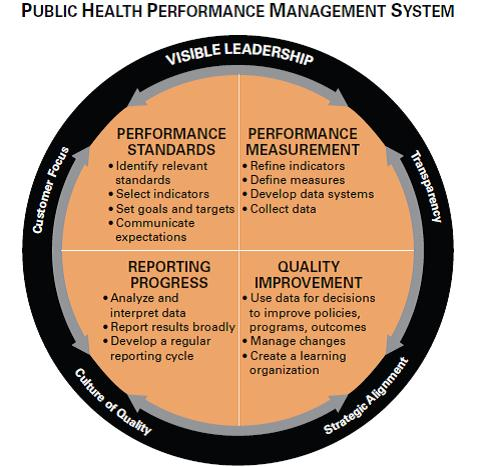 PUBLIC HEALTH PERFORMANCE MANAGEMENT SYSTEM
VISIBLE LEADERSHIP
Customer Focus
Transparency
PERFORMANCE
STANDARDS
• Identify relevant
standards
• Select indicators
• Set goals and targets
• Communicate
expectations
PERFORMANCE
MEASUREMENT
• Refine indicators
• Define measures
• Develop data systems
• Collect data
REPORTING
PROGRESS
• Analyze and
interpret data
• Report results broadly
• Develop a regular
reporting cycle
QUALITY
IMPROVEMENT
• Use data for decisions
to improve policies,
programs, outcomes
• Manage changes
• Create a learning
organization
Culture of Quality
Strategic Alignment